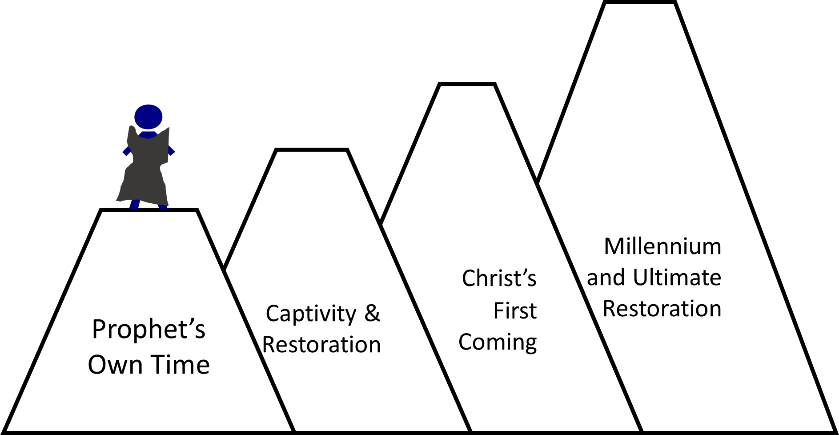 Prophet’s
Own Time
Captivity &
Restoration
Christ’s
First
Coming
Millennium
and Ultimate
Restoration